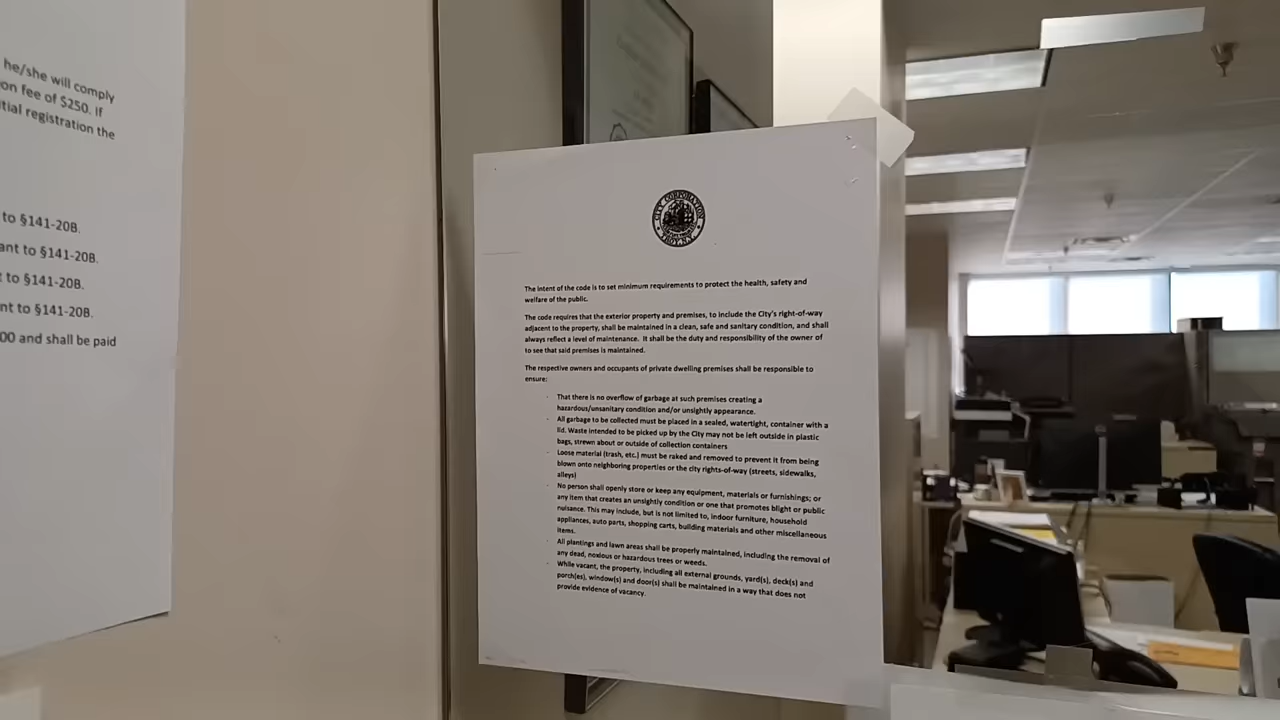 he/she will comply
on fee of $250. If
tial registration the
to §141-20B.
ant to §141-20B.
t to §141-20B.
nt to §141-20B.
00 and shall be paid
CITY CORPORATION
TROY, N.Y.
The intent of the code is to set minimum requirements to protect the health, safety and
welfare of the public.
The code requires that the exterior property and premises, to include the City's right-of-way
adjacent to the property, shall be maintained in a clean, safe and sanitary condition, and shall
always reflect a level of maintenance. It shall be the duty and responsibility of the owner of
to see that said premises is maintained.
The respective owners and occupants of private dwelling premises shall be responsible to
ensure:
- That there is no overflow of garbage at such premises creating a
hazardous/unsanitary condition and/or unsightly appearance.
- All garbage to be collected must be placed in a sealed, watertight, container with a
lid. Waste intended to be picked up by the City may not be left outside in plastic
bags, strewn about or outside of collection containers
- Loose material (trash, etc.) must be raked and removed to prevent it from being
blown onto neighboring properties or the city rights-of-way (streets, sidewalks,
alleys)
- No person shall openly store or keep any equipment, materials or furnishings; or
any item that creates an unsightly condition or one that promotes blight or public
nuisance. This may include, but is not limited to, indoor furniture, household
appliances, auto parts, shopping carts, building materials and other miscellaneous
items.
- All plantings and lawn areas shall be properly maintained, including the removal of
any dead, noxious or hazardous trees or weeds.
- While vacant, the property, including all external grounds, yard(s), deck(s) and
porch(es), window(s) and door(s) shall be maintained in a way that does not
provide evidence of vacancy.